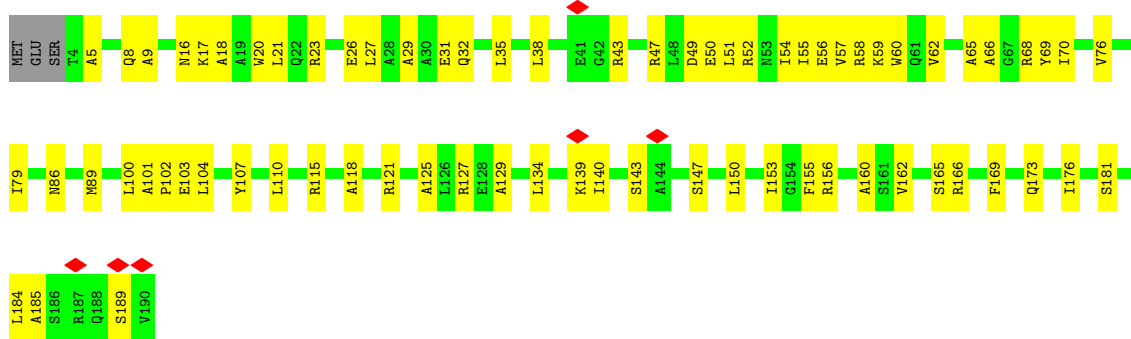 MET GLU SER T4 A5 Q8 A9 N16 K17 A18 A19 W20 L21 Q22 R23 E26 L27 A28 A29 A30 E31 Q32 L35 L38 E41 G42 R43 R47 L48 D49 E50 L51 R52 N53 I54 I55 E56 V57 R58 K59 W60 Q61 V62 A65 A66 G67 R68 Y69 I70 V76
I79 N86 M89 L100 A101 P102 E103 L104 Y107 L110 R115 A118 R121 A125 L126 R127 E128 A129 L134 K139 I140 S143 A144 S147 L150 I153 G154 F155 R156 A160 S161 V162 S165 R166 F169 Q173 I176 S181
L184 A185 S186 R187 Q188 S189 V190